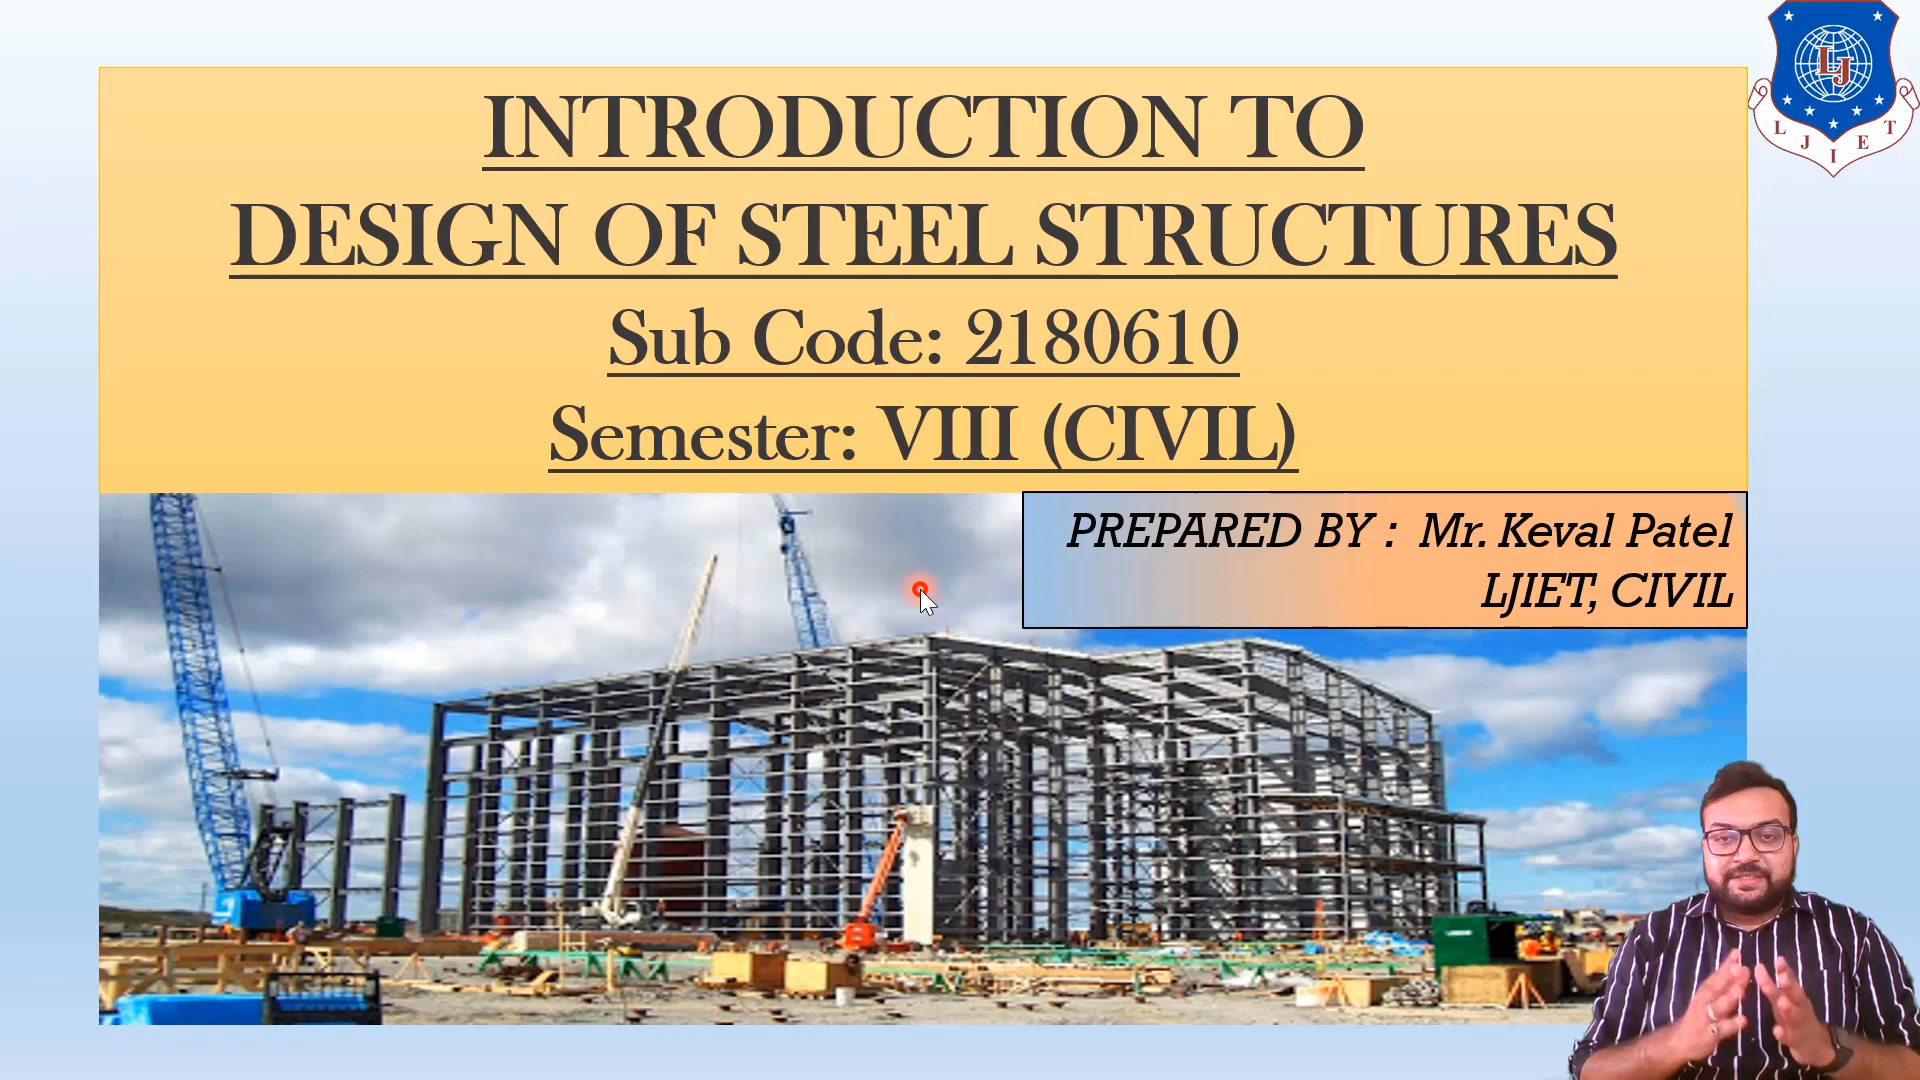 INTRODUCTION TO
DESIGN OF STEEL STRUCTURES
Sub Code: 2180610
Semester: VIII (CIVIL)
PREPARED BY : Mr. Keval Patel
LJIET, CIVIL
LJ
L J I E T